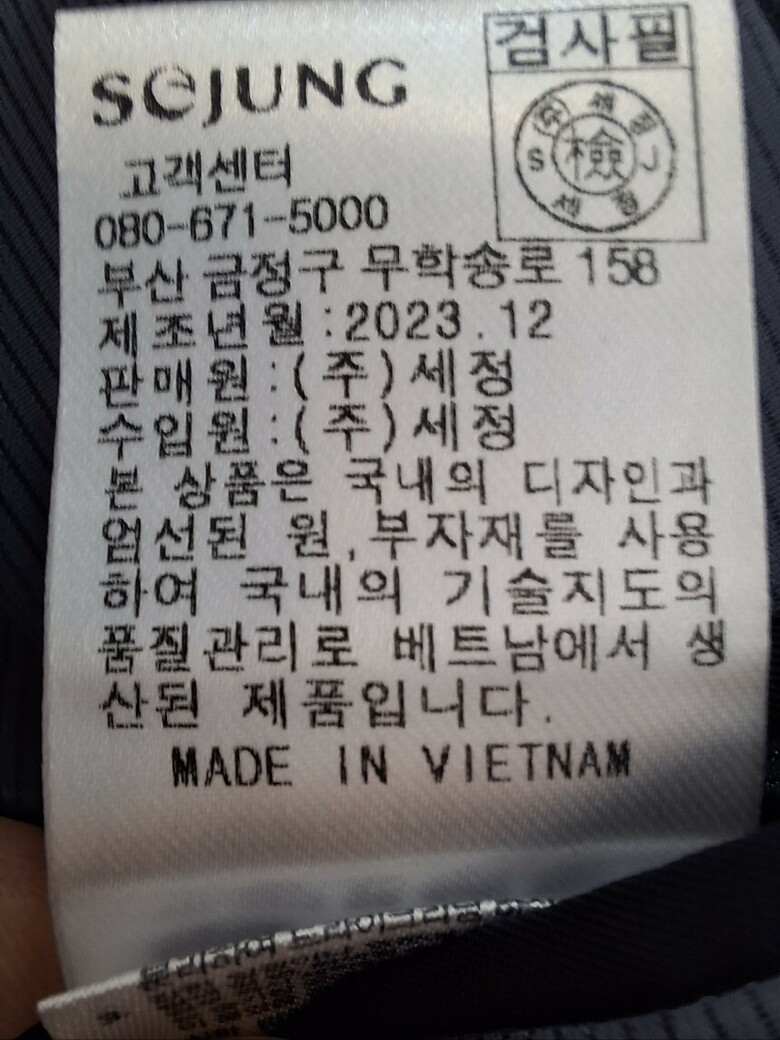 SEJUNG
검사필
(주)세정
S 檢 J
세정
고객센터
080-671-5000
부산 금정구 무학송로 158
제조년월:2023.12
판매원:(주)세정
수입원:(주)세정
본 상품은 국내의 디자인과
엄선된 원,부자재를 사용
하여 국내의 기술지도의
품질관리로 베트남에서 생
산된 제품입니다.
MADE IN VIETNAM